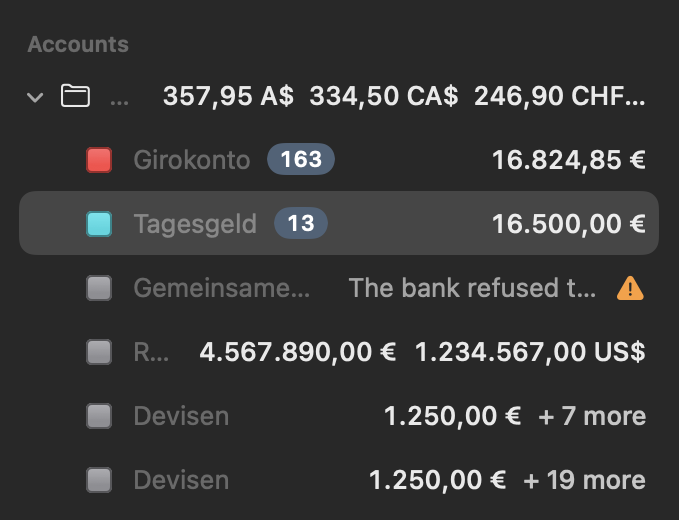 Accounts
... 357,95 A$ 334,50 CA$ 246,90 CHF...
Girokonto 163 16.824,85 €
Tagesgeld 13 16.500,00 €
Gemeinsame... The bank refused t...
R... 4.567.890,00 € 1.234.567,00 US$
Devisen 1.250,00 € + 7 more
Devisen 1.250,00 € + 19 more